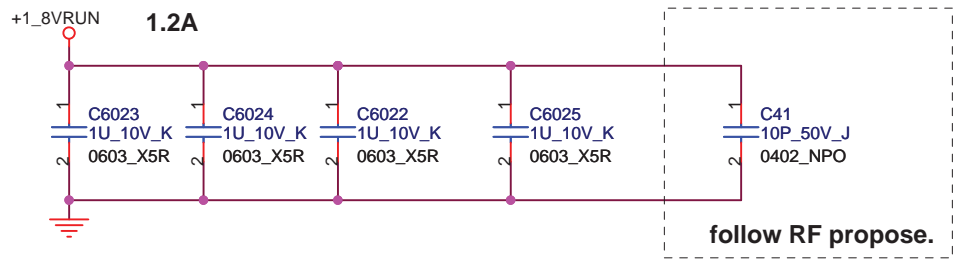 +1_8VRUN
1.2A
1
C6023
1U_10V_K
0603_X5R
2
1
C6024
1U_10V_K
0603_X5R
2
1
C6022
1U_10V_K
0603_X5R
2
1
C6025
1U_10V_K
0603_X5R
2
1
C41
10P_50V_J
0402_NPO
2
follow RF propose.